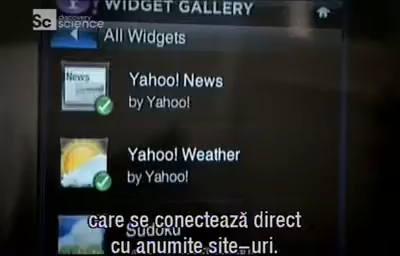 WIDGET GALLERY
Sc discovery science
All Widgets
News
Yahoo! News
by Yahoo!
Yahoo! Weather
by Yahoo!
Sudoku
care se conectează direct
cu anumite site-uri.